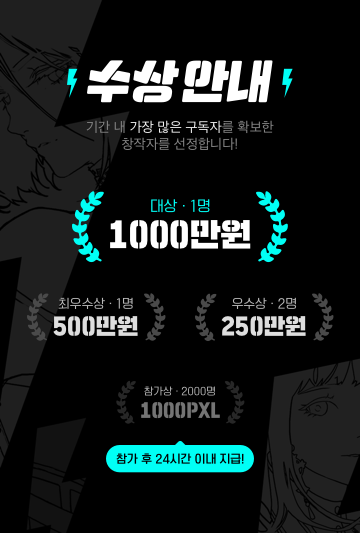 수상 안내
기간 내 가장 많은 구독자를 확보한
창작자를 선정합니다!
대상 · 1명
1000만원
최우수상 · 1명
500만원
우수상 · 2명
250만원
참가상 · 2000명
1000PXL
참가 후 24시간 이내 지급!